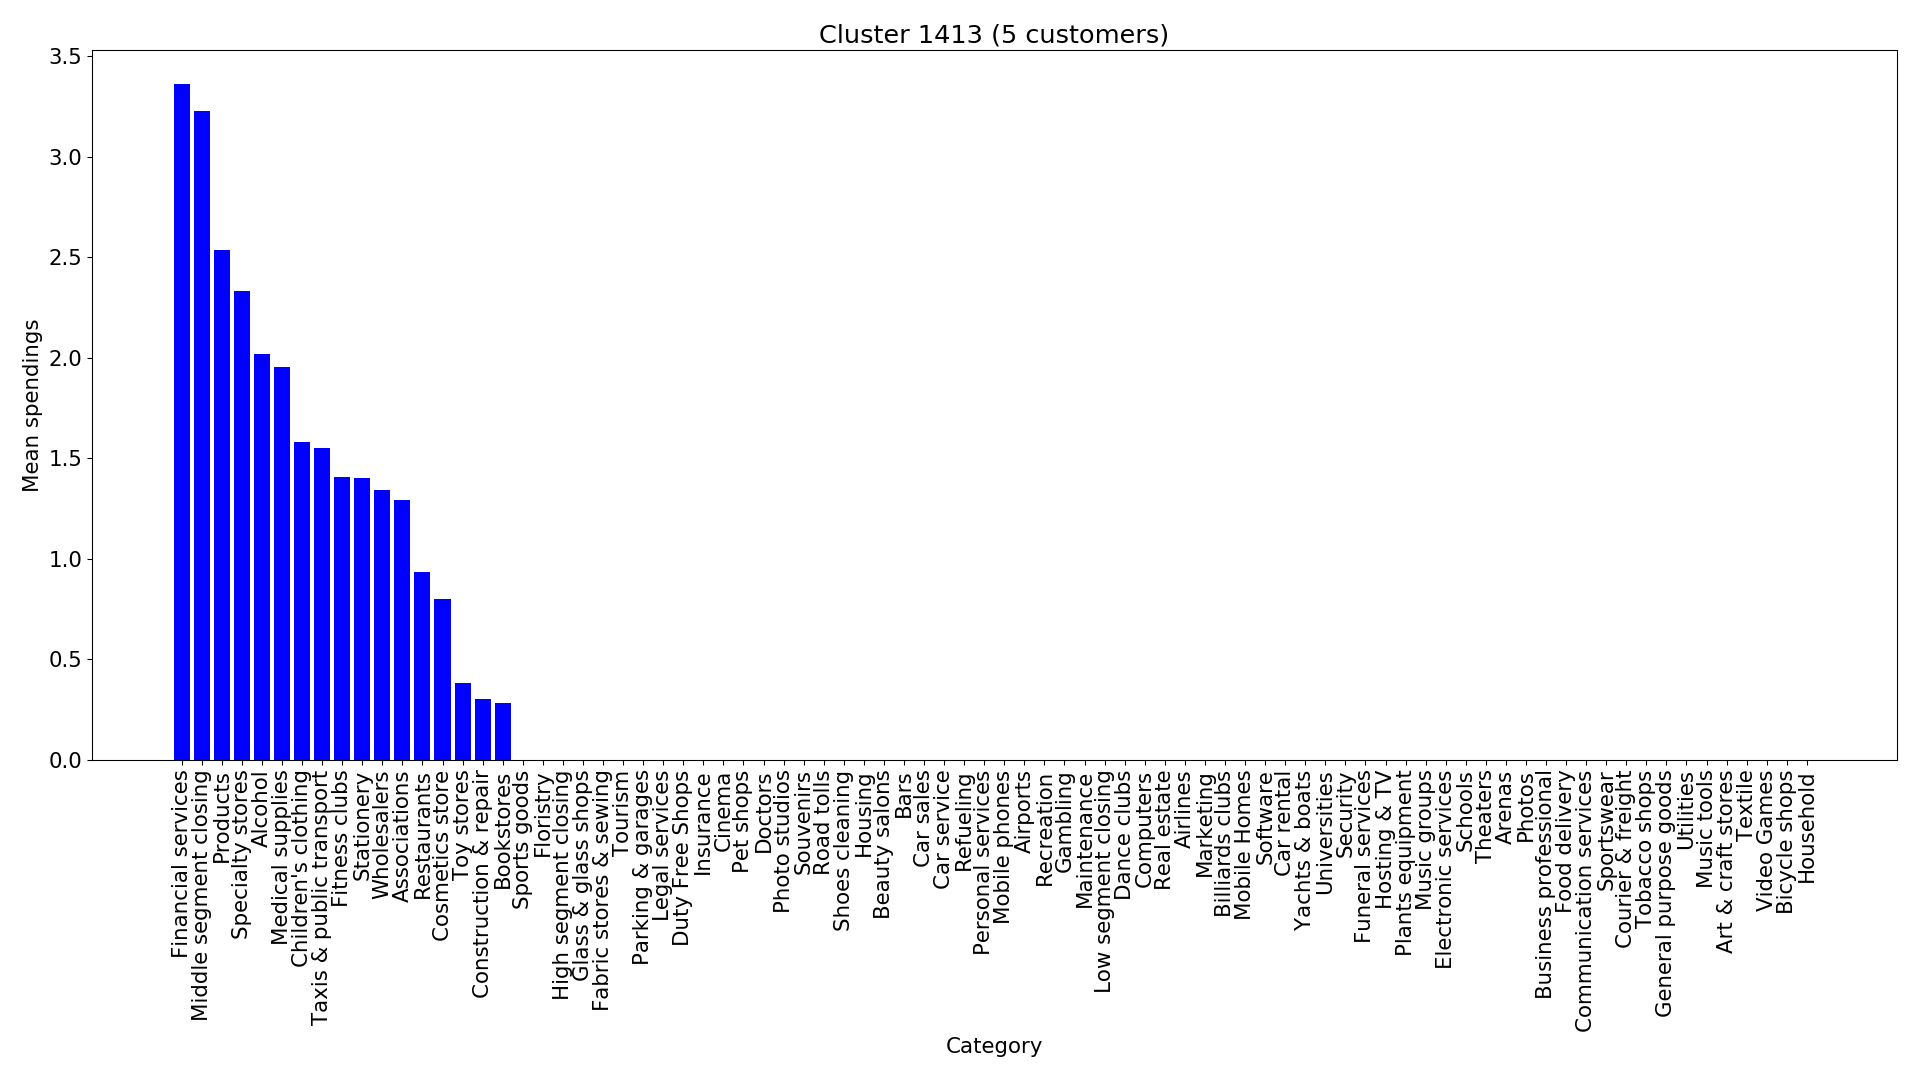 Cluster 1413 (5 customers)
3.5
3.0
2.5
2.0
1.5
1.0
0.5
0.0
Mean spendings
Financial services
Middle segment closing
Products
Specialty stores
Alcohol
Medical supplies
Children's clothing
Taxis & public transport
Fitness clubs
Stationery
Wholesalers
Associations
Restaurants
Cosmetics store
Toy stores
Construction & repair
Bookstores
Sports goods
Floristry
High segment closing
Glass & glass shops
Fabric stores & sewing
Tourism
Parking & garages
Legal services
Duty Free Shops
Insurance
Cinema
Pet shops
Doctors
Photo studios
Souvenirs
Road tolls
Shoes cleaning
Housing
Beauty salons
Bars
Car sales
Car service
Refueling
Personal services
Mobile phones
Airports
Recreation
Gambling
Maintenance
Low segment closing
Dance clubs
Computers
Real estate
Airlines
Marketing
Billiards clubs
Mobile Homes
Software
Car rental
Yachts & boats
Universities
Security
Funeral services
Hosting & TV
Plants equipment
Music groups
Electronic services
Schools
Theaters
Arenas
Photos
Business professional
Food delivery
Communication services
Sportswear
Courier & freight
Tobacco shops
General purpose goods
Utilities
Music tools
Art & craft stores
Textile
Video Games
Bicycle shops
Household
Category